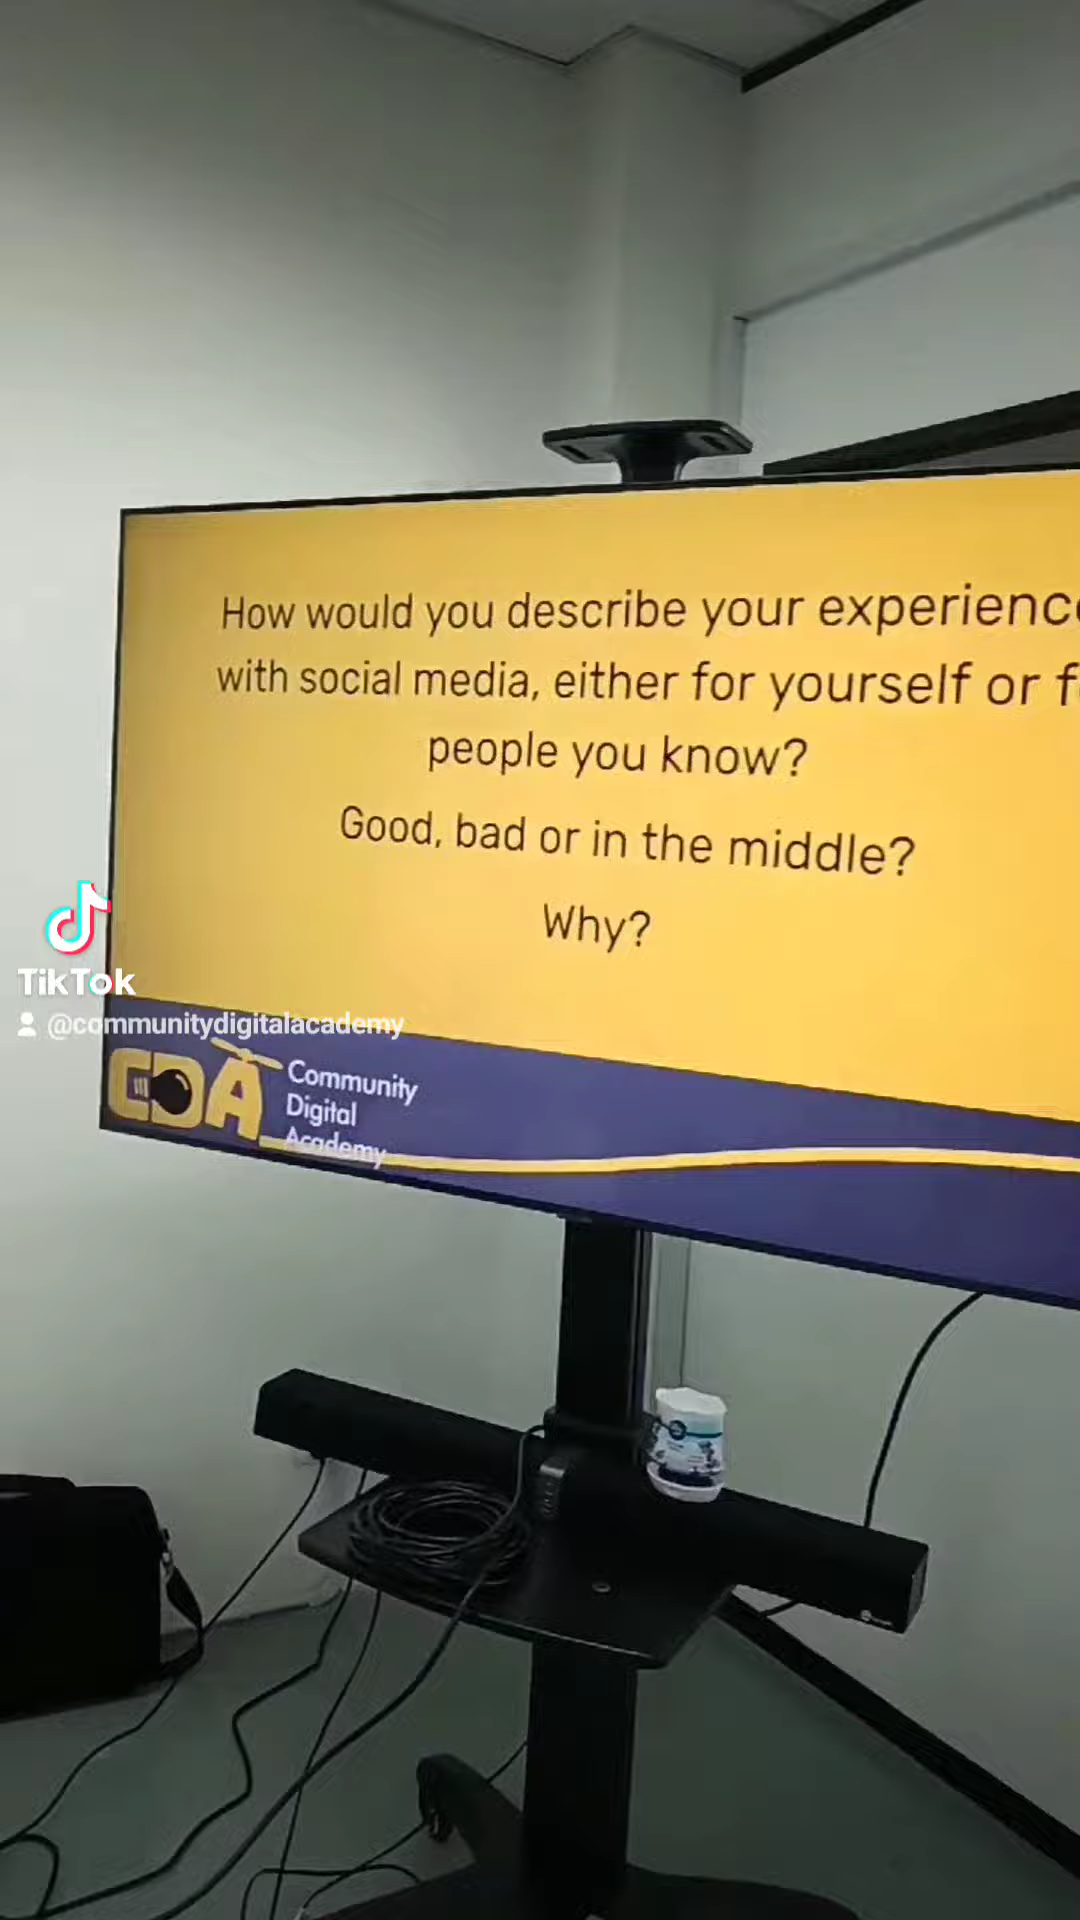 How would you describe your experienc
with social media, either for yourself or f
people you know?
Good, bad or in the middle?
Why?
TikTok
@communitydigitalacademy
CDA
Community
Digital
Academy